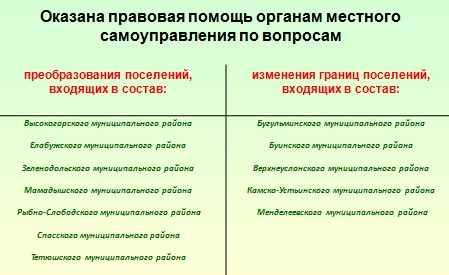 Оказана правовая помощь органам местного
самоуправления по вопросам
преобразования поселений,
входящих в состав:
Высокогорского муниципального района
Елабужского муниципального района
Зеленодольского муниципального района
Мамадышского муниципального района
Рыбно-Слободского муниципального района
Спасского муниципального района
Тетюшского муниципального района
изменения границ поселений,
входящих в состав:
Бугульминского муниципального района
Буинского муниципального района
Верхнеуслонского муниципального района
Камско-Устьинского муниципального района
Менделеевского муниципального района